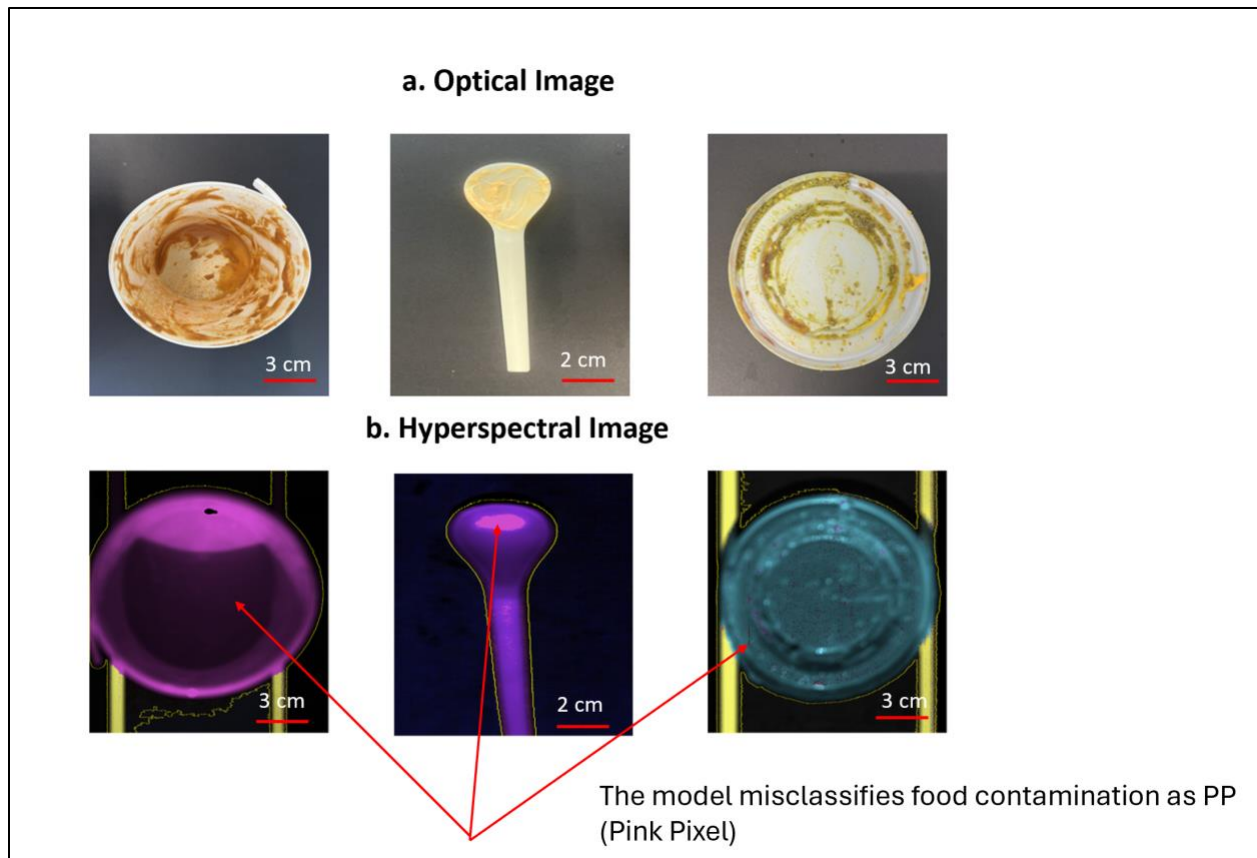 a. Optical Image
3 cm
2 cm
3 cm
b. Hyperspectral Image
3 cm
2 cm
3 cm
The model misclassifies food contamination as PP
(Pink Pixel)